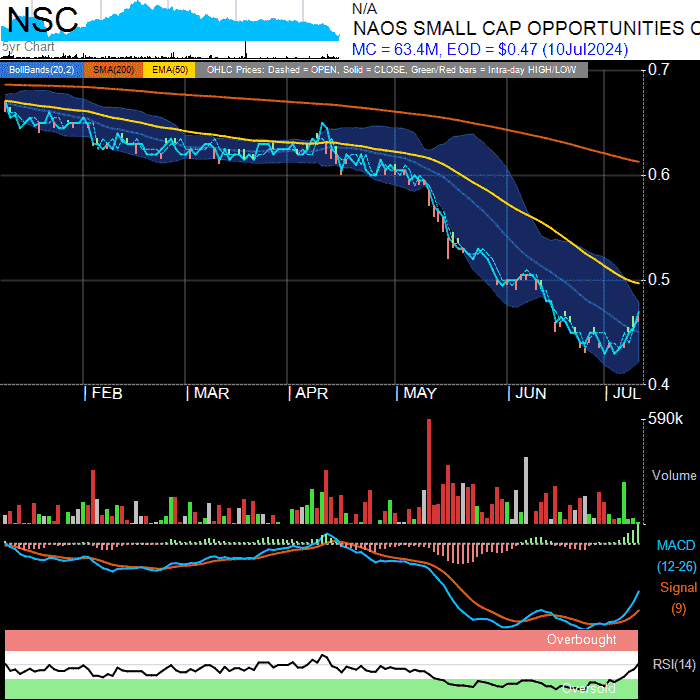 NSC
5yr Chart
N/A
NAOS SMALL CAP OPPORTUNITIES C
MC = 63.4M, EOD = $0.47 (10Jul2024)
BollBands(20,2) SMA(200) EMA(50) OHLC Prices: Dashed = OPEN, Solid = CLOSE, Green/Red bars = Intra-day HIGH/LOW
0.7
0.6
0.5
0.4
| FEB | MAR | APR | MAY | JUN | JUL
590k
Volume
MACD
(12-26)
Signal
(9)
Overbought
RSI(14)
Oversold